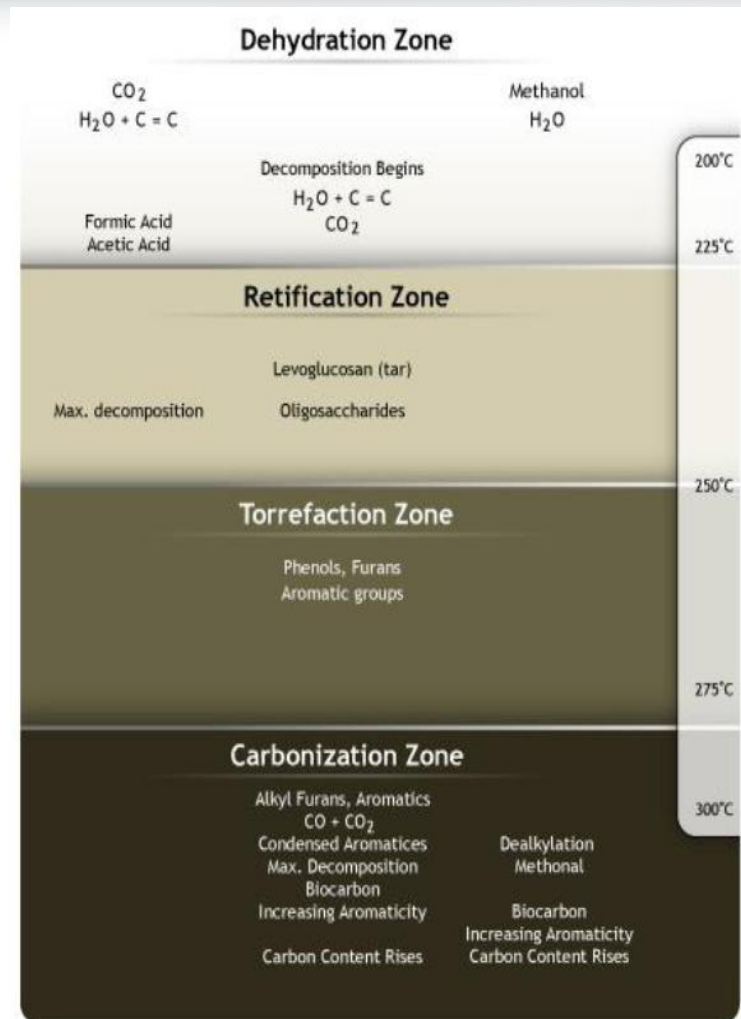 Dehydration Zone
CO₂
H₂O + C = C
Methanol
H₂O
Decomposition Begins
H₂O + C = C
CO₂
Formic Acid
Acetic Acid
200°C
225°C
Retification Zone
Levoglucosan (tar)
Max. decomposition
Oligosaccharides
250°C
Torrefaction Zone
Phenols, Furans
Aromatic groups
275°C
Carbonization Zone
Alkyl Furans, Aromatics
CO + CO₂
Condensed Aromatices
Max. Decomposition
Biocarbon
Increasing Aromaticity
Carbon Content Rises
Dealkylation
Methonal
Biocarbon
Increasing Aromaticity
Carbon Content Rises
300°C